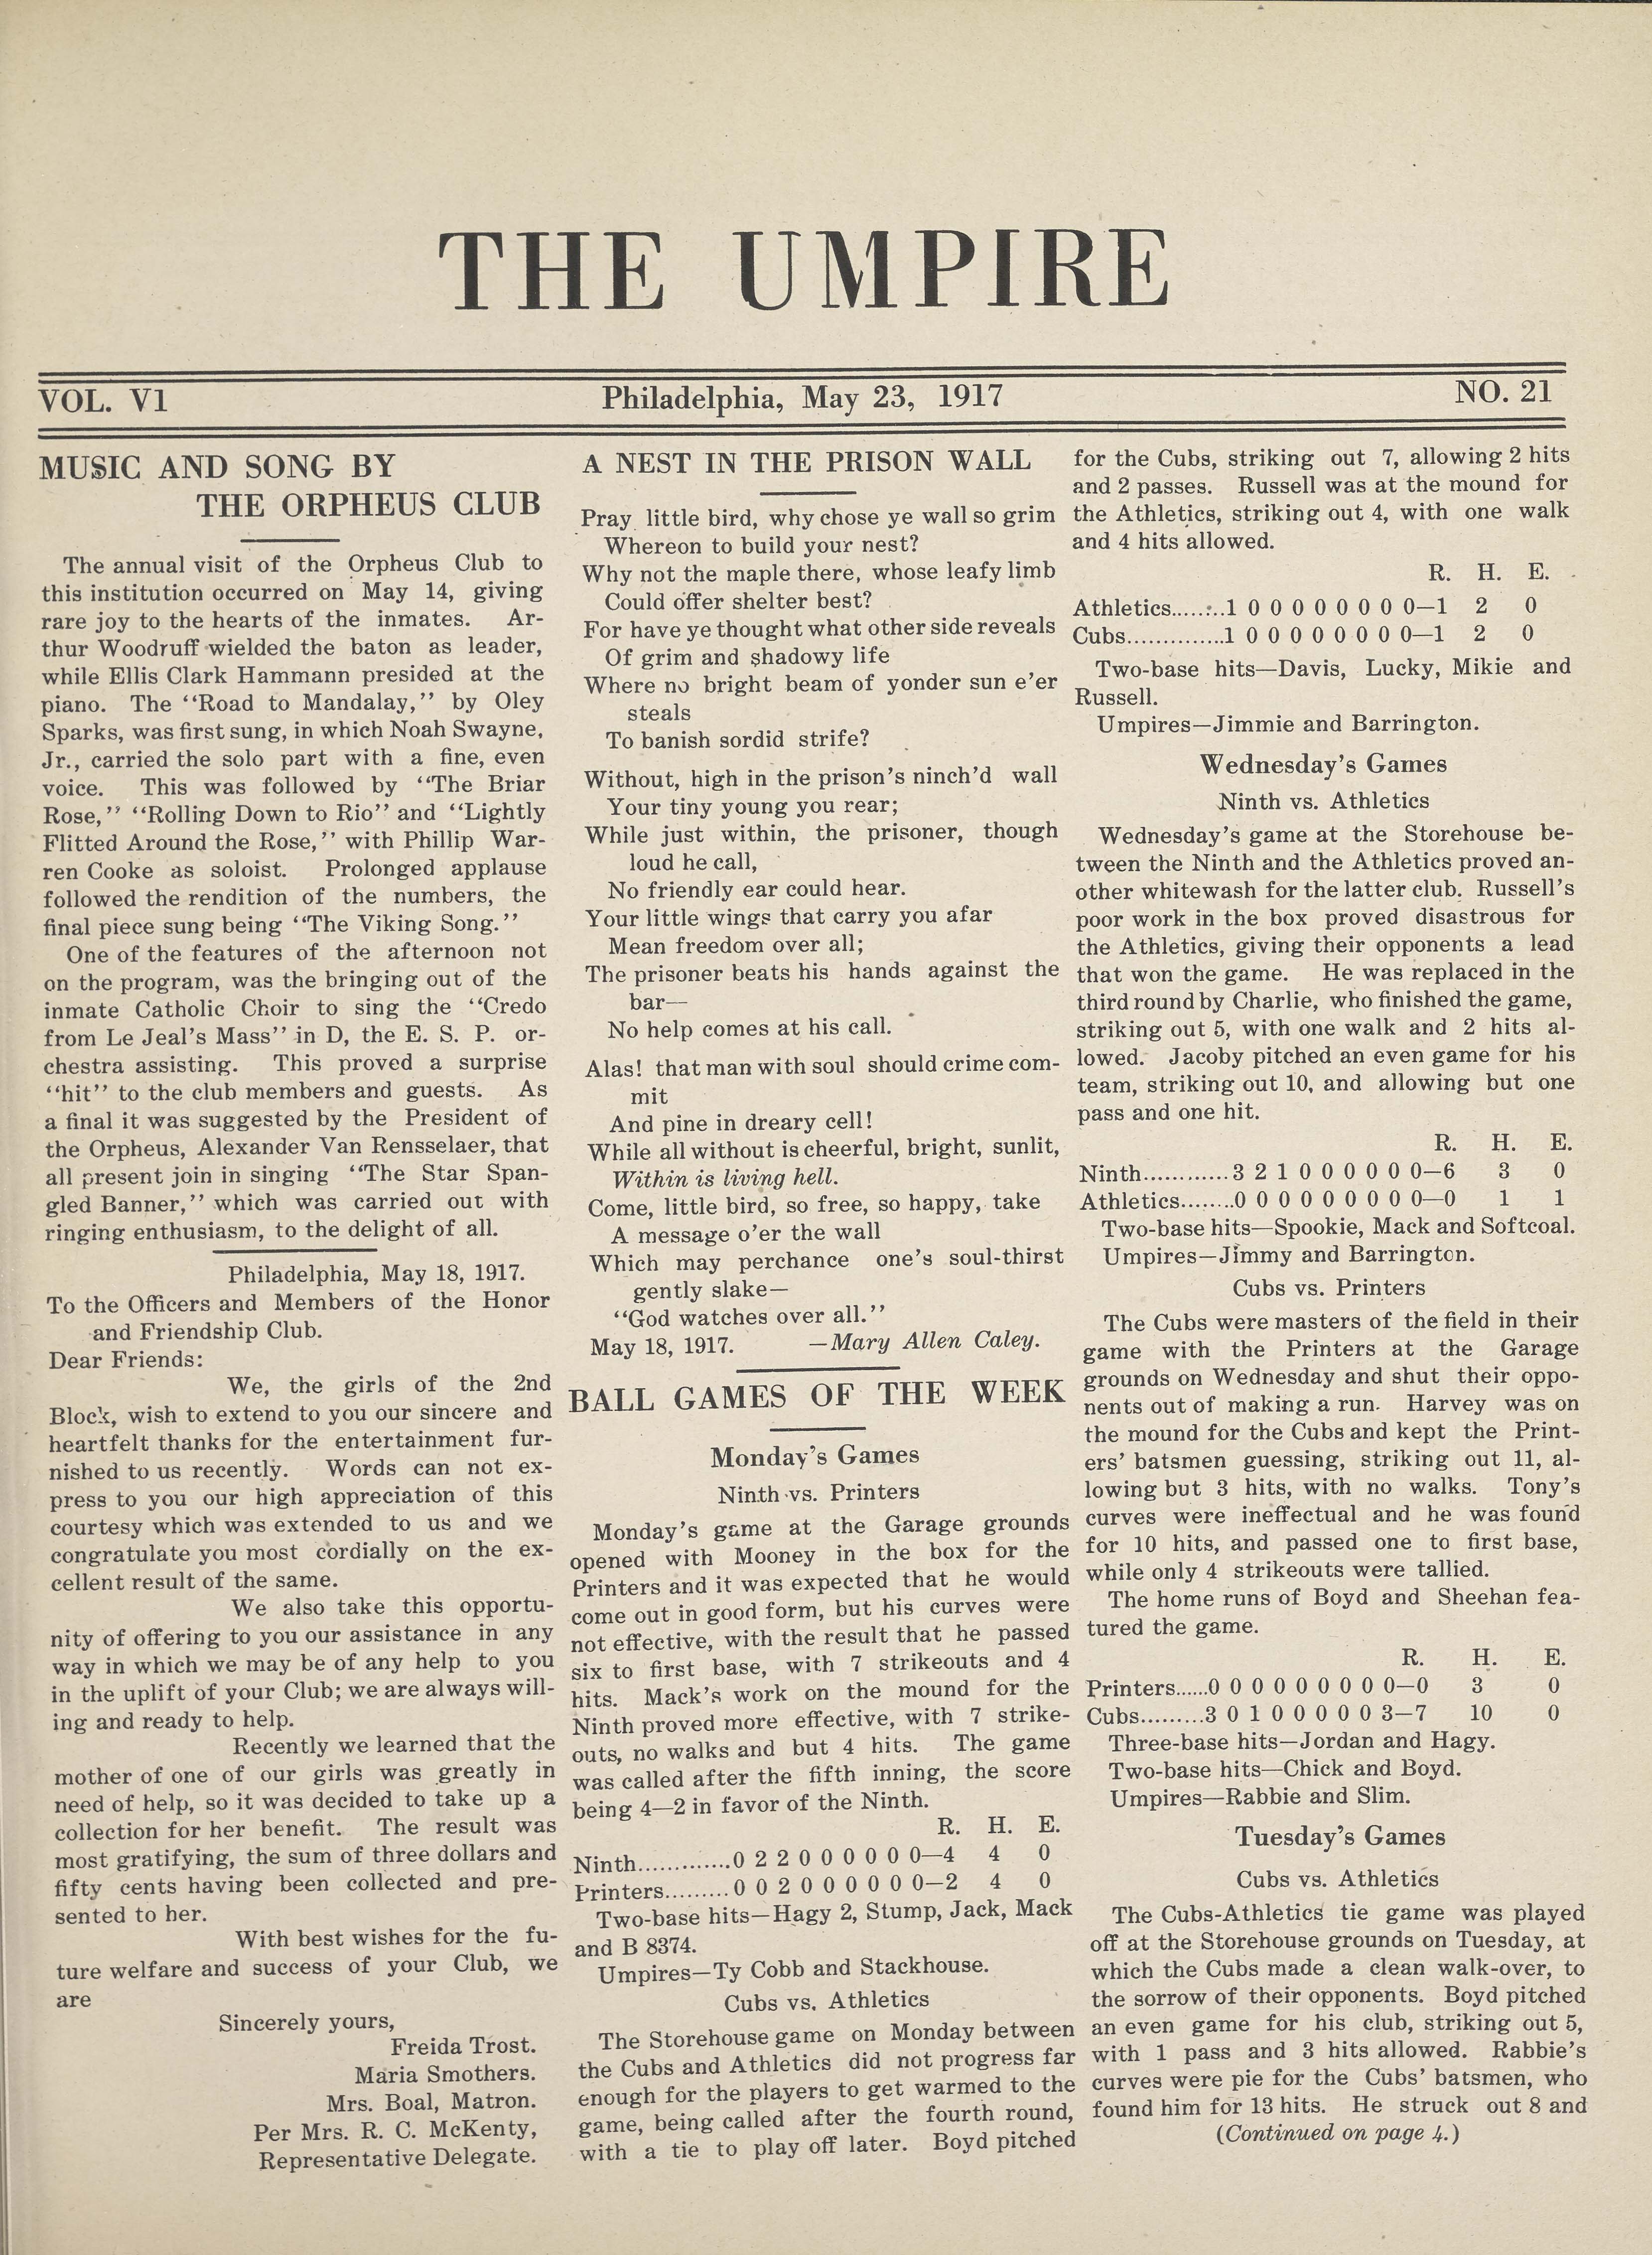 THE UMPIRE
VOL. V1
Philadelphia, May 23, 1917
NO. 21
MUSIC AND SONG BY
THE ORPHEUS CLUB
The annual visit of the Orpheus Club to
this institution occurred on May 14, giving
rare joy to the hearts of the inmates. Ar-
thur Woodruff wielded the baton as leader,
while Ellis Clark Hammann presided at the
piano. The ‘‘Road to Mandalay,’’ by Oley
Sparks, was first sung, in which Noah Swayne,
Jr., carried the solo part with a fine, even
voice. This was followed by ‘‘The Briar
Rose,’’ ‘‘Rolling Down to Rio’’ and ‘‘Lightly
Flitted Around the Rose,’’ with Phillip War-
ren Cooke as soloist. Prolonged applause
followed the rendition of the numbers, the
final piece sung being ‘‘The Viking Song.’’
One of the features of the afternoon not
on the program, was the bringing out of the
inmate Catholic Choir to sing the ‘‘Credo
from Le Jeal’s Mass’’ in D, the E. S. P. or-
chestra assisting. This proved a surprise
‘‘hit’’ to the club members and guests. As
a final it was suggested by the President of
the Orpheus, Alexander Van Rensselaer, that
all present join in singing ‘‘The Star Span-
gled Banner,’’ which was carried out with
ringing enthusiasm, to the delight of all.
Philadelphia, May 18, 1917.
To the Officers and Members of the Honor
and Friendship Club.
Dear Friends:
We, the girls of the 2nd
Block, wish to extend to you our sincere and
heartfelt thanks for the entertainment fur-
nished to us recently. Words can not ex-
press to you our high appreciation of this
courtesy which was extended to us and we
congratulate you most cordially on the ex-
cellent result of the same.
We also take this opportu-
nity of offering to you our assistance in any
way in which we may be of any help to you
in the uplift of your Club; we are always will-
ing and ready to help.
Recently we learned that the
mother of one of our girls was greatly in
need of help, so it was decided to take up a
collection for her benefit. The result was
most gratifying, the sum of three dollars and
fifty cents having been collected and pre-
sented to her.
With best wishes for the fu-
ture welfare and success of your Club, we
are
Sincerely yours,
Freida Trost.
Maria Smothers.
Mrs. Boal, Matron.
Per Mrs. R. C. McKenty,
Representative Delegate.
A NEST IN THE PRISON WALL
Pray little bird, why chose ye wall so grim
Whereon to build your nest?
Why not the maple there, whose leafy limb
Could offer shelter best?
For have ye thought what other side reveals
Of grim and shadowy life
Where no bright beam of yonder sun e’er
steals
To banish sordid strife?
Without, high in the prison’s ninch’d wall
Your tiny young you rear;
While just within, the prisoner, though
loud he call,
No friendly ear could hear.
Your little wings that carry you afar
Mean freedom over all;
The prisoner beats his hands against the
bar—
No help comes at his call.
Alas! that man with soul should crime com-
mit
And pine in dreary cell!
While all without is cheerful, bright, sunlit,
Within is living hell.
Come, little bird, so free, so happy, take
A message o’er the wall
Which may perchance one’s soul-thirst
gently slake—
‘‘God watches over all.’’
May 18, 1917. —Mary Allen Caley.
BALL GAMES OF THE WEEK
Monday’s Games
Ninth vs. Printers
Monday’s game at the Garage grounds
opened with Mooney in the box for the
Printers and it was expected that he would
come out in good form, but his curves were
not effective, with the result that he passed
six to first base, with 7 strikeouts and 4
hits. Mack’s work on the mound for the
Ninth proved more effective, with 7 strike-
outs, no walks and but 4 hits. The game
was called after the fifth inning, the score
being 4—2 in favor of the Ninth.
R. H. E.
Ninth.............0 2 2 0 0 0 0 0 0—4 4 0
Printers.........0 0 2 0 0 0 0 0 0—2 4 0
Two-base hits—Hagy 2, Stump, Jack, Mack
and B 8374.
Umpires—Ty Cobb and Stackhouse.
Cubs vs. Athletics
The Storehouse game on Monday between
the Cubs and Athletics did not progress far
enough for the players to get warmed to the
game, being called after the fourth round,
with a tie to play off later. Boyd pitched
for the Cubs, striking out 7, allowing 2 hits
and 2 passes. Russell was at the mound for
the Athletics, striking out 4, with one walk
and 4 hits allowed.
R. H. E.
Athletics........1 0 0 0 0 0 0 0 0—1 2 0
Cubs..............1 0 0 0 0 0 0 0 0—1 2 0
Two-base hits—Davis, Lucky, Mikie and
Russell.
Umpires—Jimmie and Barrington.
Wednesday’s Games
Ninth vs. Athletics
Wednesday’s game at the Storehouse be-
tween the Ninth and the Athletics proved an-
other whitewash for the latter club. Russell’s
poor work in the box proved disastrous for
the Athletics, giving their opponents a lead
that won the game. He was replaced in the
third round by Charlie, who finished the game,
striking out 5, with one walk and 2 hits al-
lowed. Jacoby pitched an even game for his
team, striking out 10, and allowing but one
pass and one hit.
R. H. E.
Ninth............3 2 1 0 0 0 0 0 0—6 3 0
Athletics........0 0 0 0 0 0 0 0 0—0 1 1
Two-base hits—Spookie, Mack and Softcoal.
Umpires—Jimmy and Barrington.
Cubs vs. Printers
The Cubs were masters of the field in their
game with the Printers at the Garage
grounds on Wednesday and shut their oppo-
nents out of making a run. Harvey was on
the mound for the Cubs and kept the Print-
ers’ batsmen guessing, striking out 11, al-
lowing but 3 hits, with no walks. Tony’s
curves were ineffectual and he was found
for 10 hits, and passed one to first base,
while only 4 strikeouts were tallied.
The home runs of Boyd and Sheehan fea-
tured the game.
R. H. E.
Printers......0 0 0 0 0 0 0 0 0—0 3 0
Cubs.........3 0 1 0 0 0 0 0 3—7 10 0
Three-base hits—Jordan and Hagy.
Two-base hits—Chick and Boyd.
Umpires—Rabbie and Slim.
Tuesday’s Games
Cubs vs. Athletics
The Cubs-Athletics tie game was played
off at the Storehouse grounds on Tuesday, at
which the Cubs made a clean walk-over, to
the sorrow of their opponents. Boyd pitched
an even game for his club, striking out 5,
with 1 pass and 3 hits allowed. Rabbie’s
curves were pie for the Cubs’ batsmen, who
found him for 13 hits. He struck out 8 and
(Continued on page 4.)